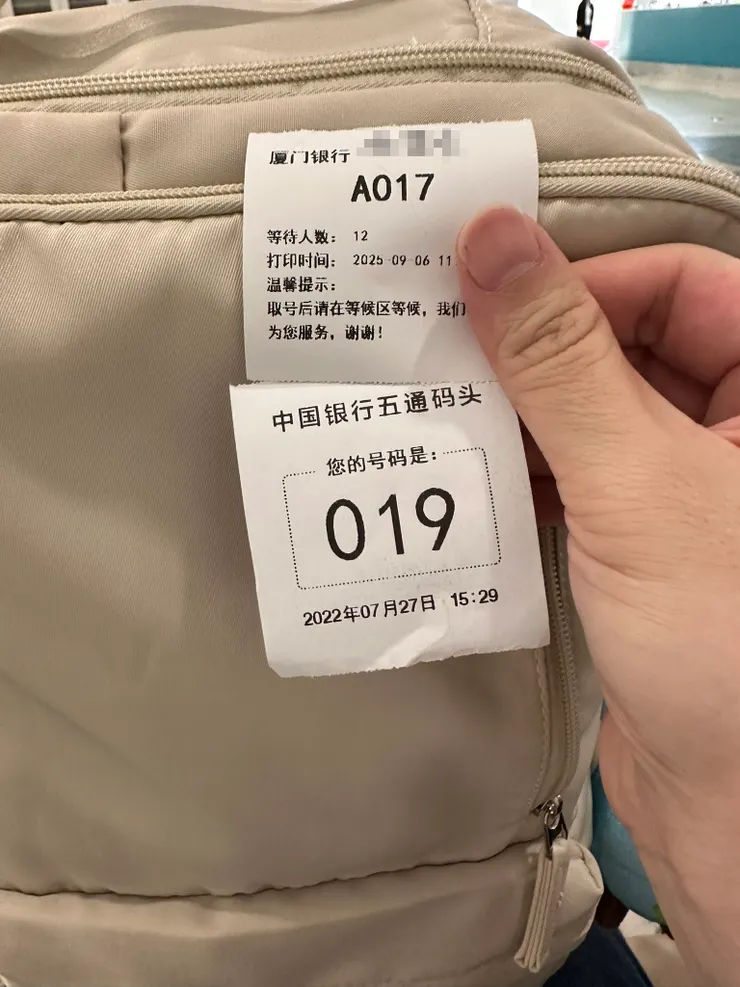 厦门银行
A017
等待人数: 12
打印时间: 2025-09-06 11
温馨提示:
取号后请在等候区等候，我们
为您服务，谢谢!
中国银行五通码头
您的号码是:
019
2022年07月27日 15:29